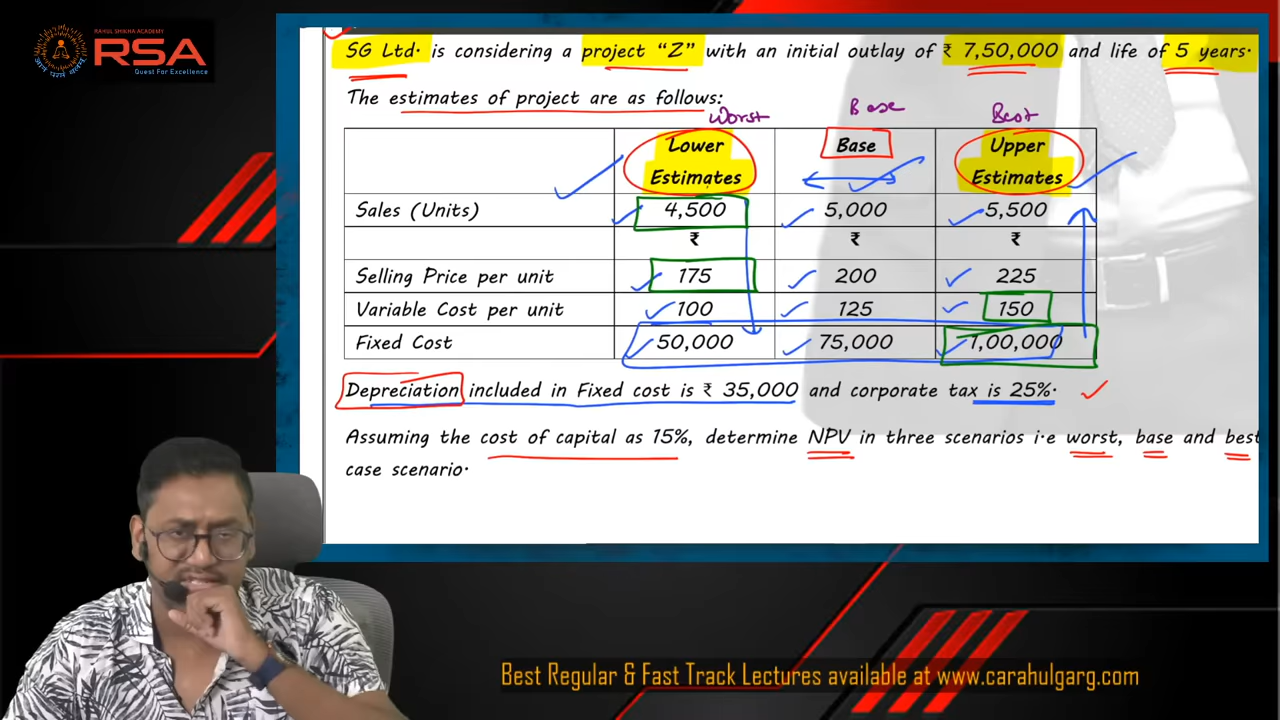 RAHUL SHIKHA ACADEMY
RSA
Quest For Excellence
SG Ltd. is considering a project “Z” with an initial outlay of ₹ 7,50,000 and life of 5 years.
The estimates of project are as follows:
Worst Base Best
Lower Estimates Base Upper Estimates
Sales (Units) 4,500 5,000 5,500
₹ ₹ ₹
Selling Price per unit 175 200 225
Variable Cost per unit 100 125 150
Fixed Cost 50,000 75,000 1,00,000
Depreciation included in Fixed cost is ₹ 35,000 and corporate tax is 25%.
Assuming the cost of capital as 15%, determine NPV in three scenarios i.e worst, base and best
case scenario.
Best Regular & Fast Track Lectures available at www.carahulgarg.com